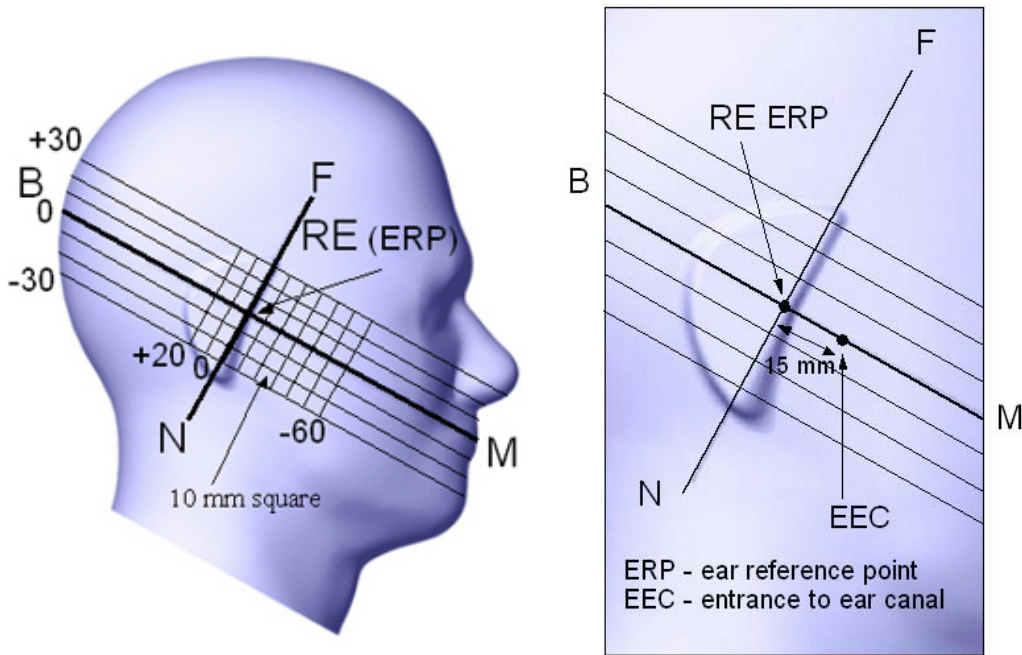 +30
B
0
-30
F
RE (ERP)
+20
0
N
-60
M
10 mm square
F
RE ERP
B
15 mm
M
N
EEC
ERP - ear reference point
EEC - entrance to ear canal